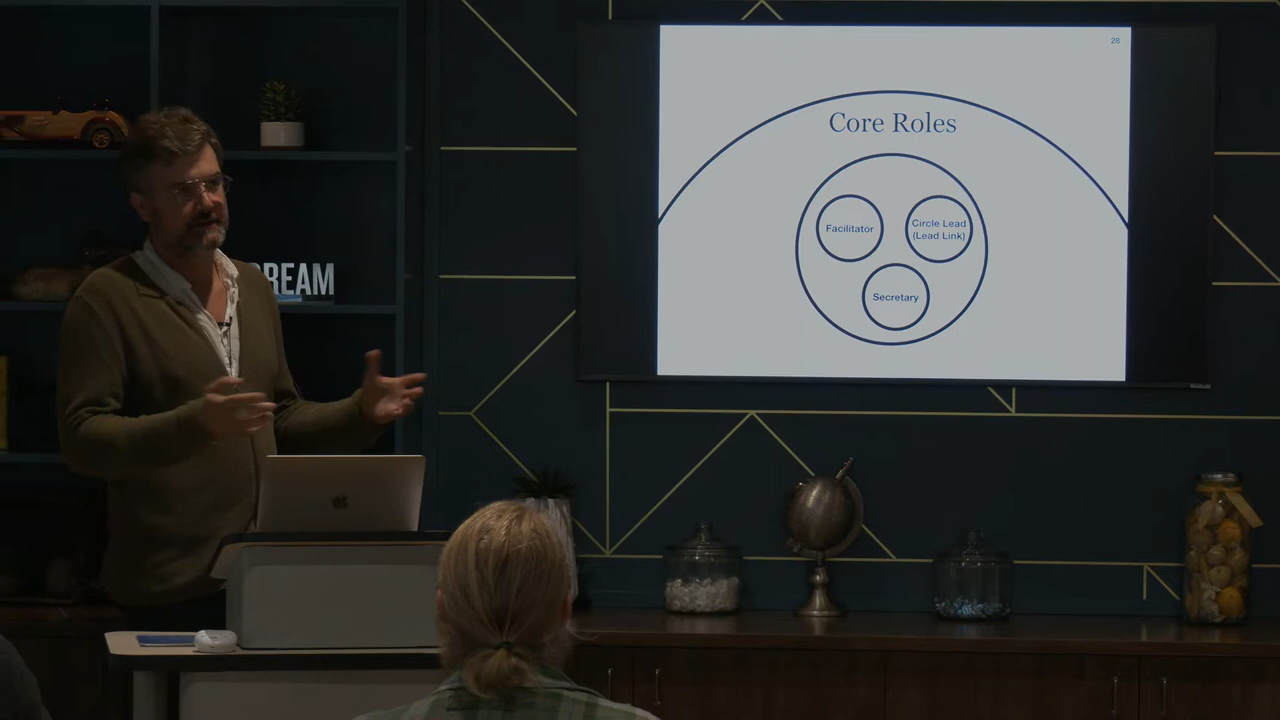 28
Core Roles
Facilitator
Circle Lead
(Lead Link)
Secretary
REAM